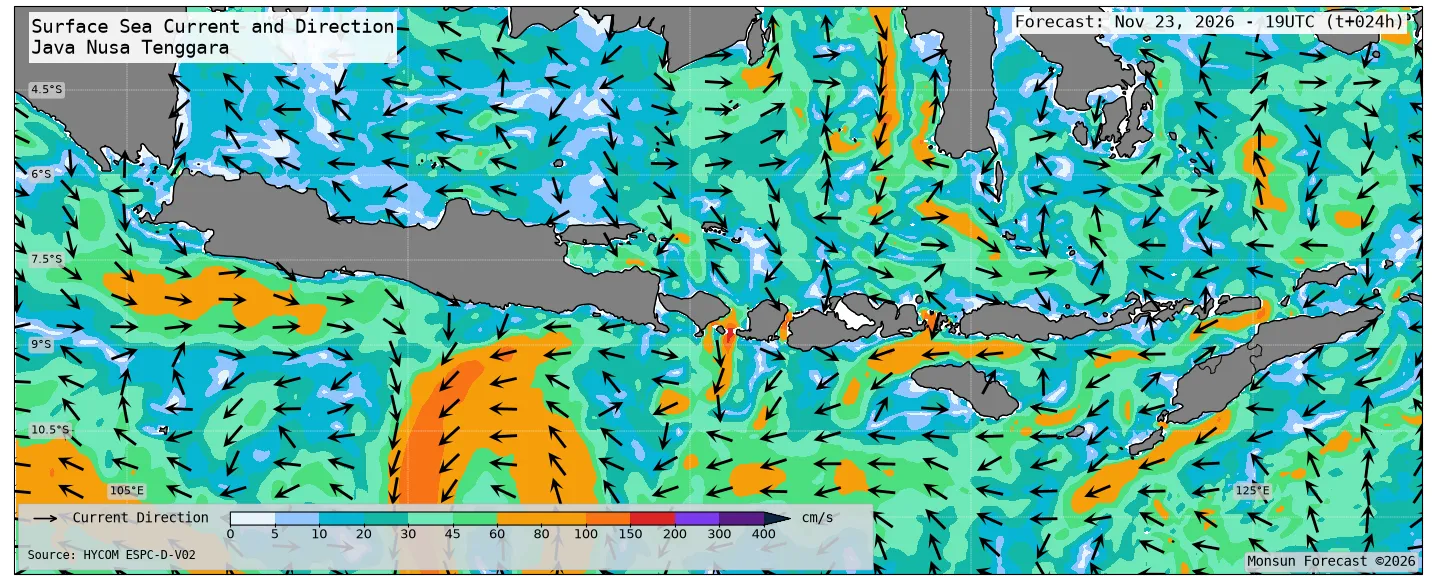 Surface Sea Current and Direction
Java Nusa Tenggara
Forecast: Nov 23, 2026 - 19UTC (t+024h)
4.5°S
6°S
7.5°S
9°S
10.5°S
105°E
125°E
Current Direction
0 5 10 20 30 45 60 80 100 150 200 300 400 cm/s
Source: HYCOM ESPC-D-V02
Monsun Forecast ©2026